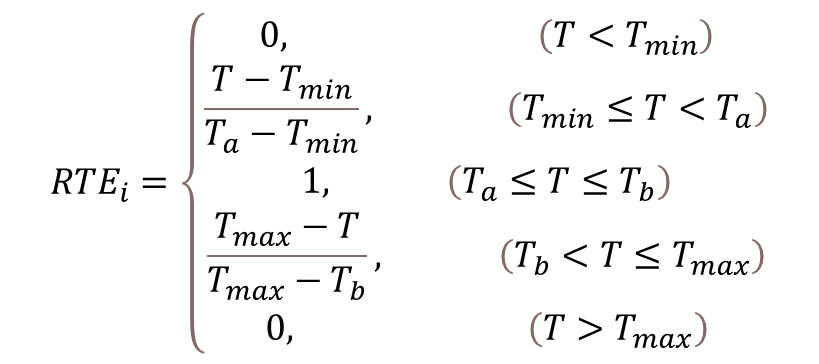 0, (T < T_min)
(T − T_min)/(T_a − T_min), (T_min ≤ T < T_a)
RTE_i = { 1, (T_a ≤ T ≤ T_b)
(T_max − T)/(T_max − T_b), (T_b < T ≤ T_max)
0, (T > T_max)